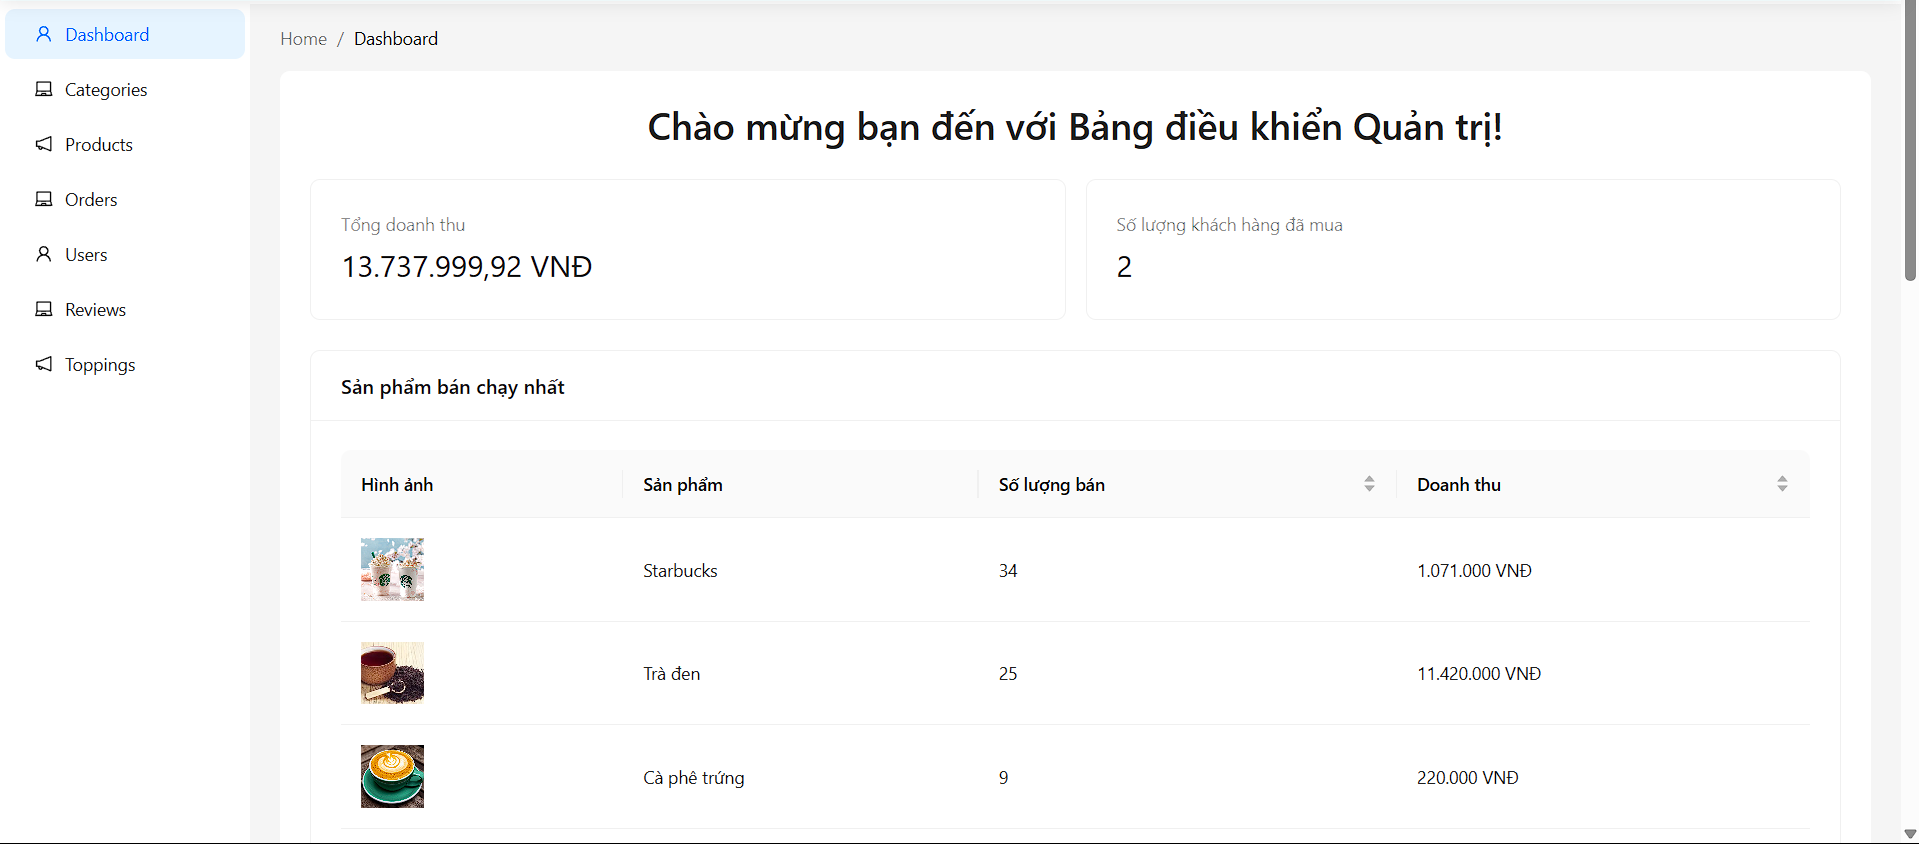 Dashboard
Categories
Products
Orders
Users
Reviews
Toppings
Home / Dashboard
Chào mừng bạn đến với Bảng điều khiển Quản trị!
Tổng doanh thu
13.737.999,92 VNĐ
Số lượng khách hàng đã mua
2
Sản phẩm bán chạy nhất
Hình ảnh Sản phẩm Số lượng bán Doanh thu
Starbucks 34 1.071.000 VNĐ
Trà đen 25 11.420.000 VNĐ
Cà phê trứng 9 220.000 VNĐ